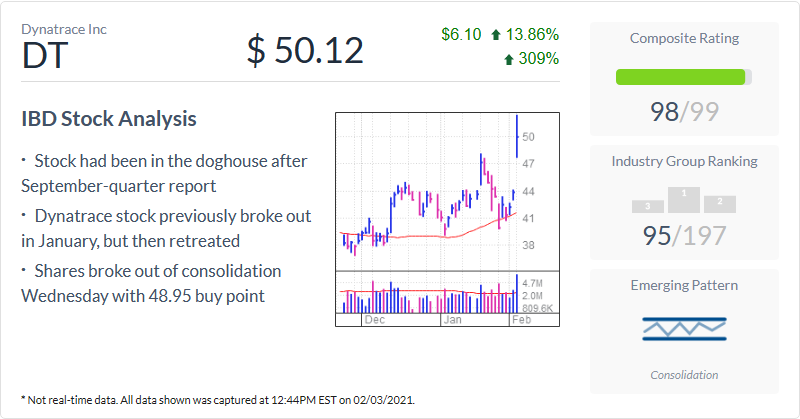 Dynatrace Inc
DT
$ 50.12
$6.10 13.86%
309%
IBD Stock Analysis
· Stock had been in the doghouse after
September-quarter report
· Dynatrace stock previously broke out
in January, but then retreated
· Shares broke out of consolidation
Wednesday with 48.95 buy point
50
47
44
41
38
4.7M
2.0M
809.6K
Dec
Jan
Feb
Composite Rating
98/99
Industry Group Ranking
3
1
2
95/197
Emerging Pattern
Consolidation
* Not real-time data. All data shown was captured at 12:44PM EST on 02/03/2021.